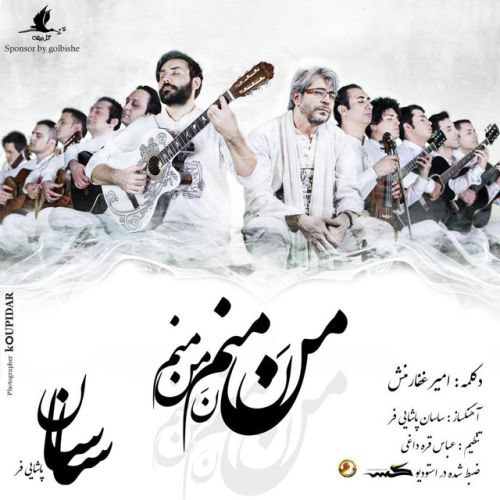 Sponsor by golbishe
Photographer kOUPIDAR
من منم نَ من منم
ساسان
پاشایی فر
دکلمه : امیر غفارمنش
آهنگساز : ساسان پاشایی فر
تنظیم : عباس قره داغی
ضبط شده در استودیو